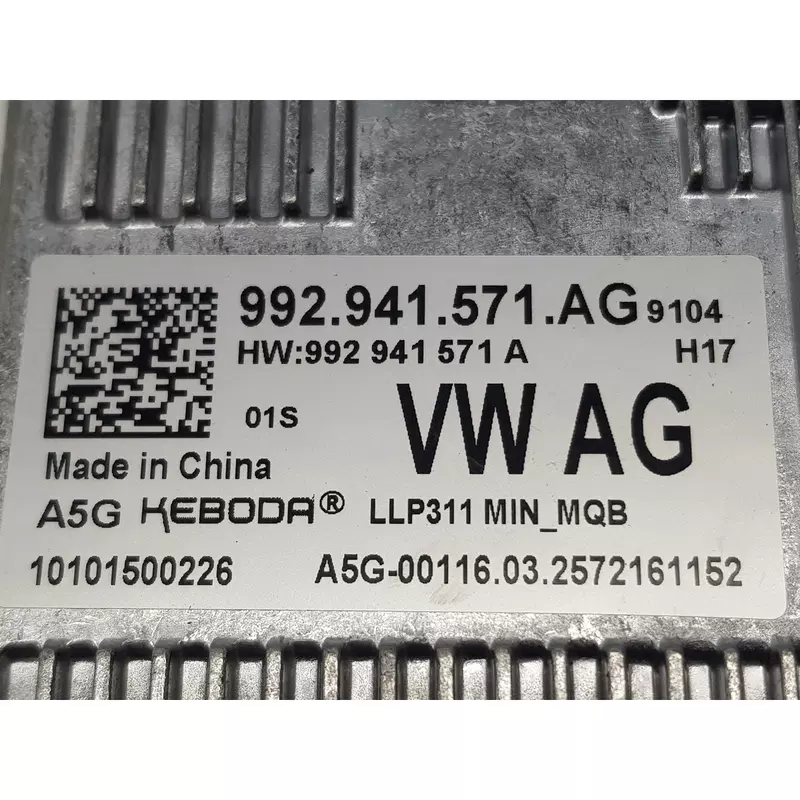 992.941.571.AG 9104
HW:992 941 571 A H17
01S VW AG
Made in China
A5G KEBODA® LLP311 MIN_MQB
10101500226 A5G-00116.03.2572161152